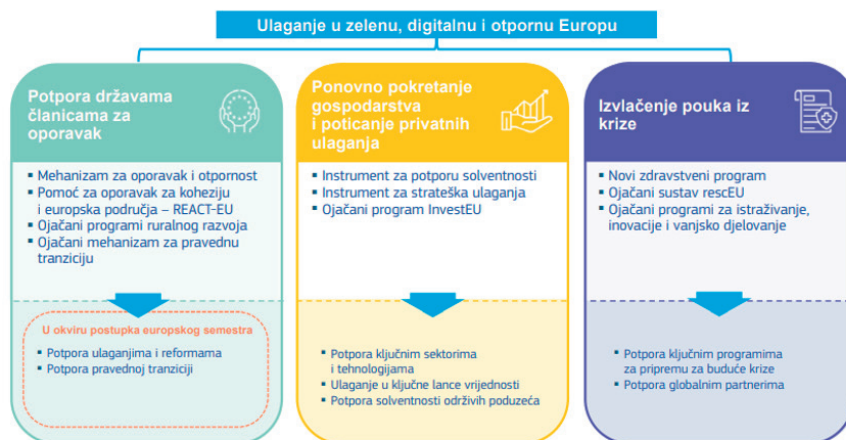 Ulaganje u zelenu, digitalnu i otpornu Europu
Potpora državama
članicama za
oporavak
▪ Mehanizam za oporavak i otpornost
▪ Pomoć za oporavak za koheziju
i europska područja – REACT-EU
▪ Ojačani programi ruralnog razvoja
▪ Ojačani mehanizam za pravednu
tranziciju
U okviru postupka europskog semestra
▪ Potpora ulaganjima i reformama
▪ Potpora pravednoj tranziciji
Ponovno pokretanje
gospodarstva
i poticanje privatnih
ulaganja
▪ Instrument za potporu solventnosti
▪ Instrument za strateška ulaganja
▪ Ojačani program InvestEU
▪ Potpora ključnim sektorima
i tehnologijama
▪ Ulaganje u ključne lance vrijednosti
▪ Potpora solventnosti održivih poduzeća
Izvlačenje pouka iz
krize
▪ Novi zdravstveni program
▪ Ojačani sustav rescEU
▪ Ojačani programi za istraživanje,
inovacije i vanjsko djelovanje
▪ Potpora ključnim programima
za pripremu za buduće krize
▪ Potpora globalnim partnerima